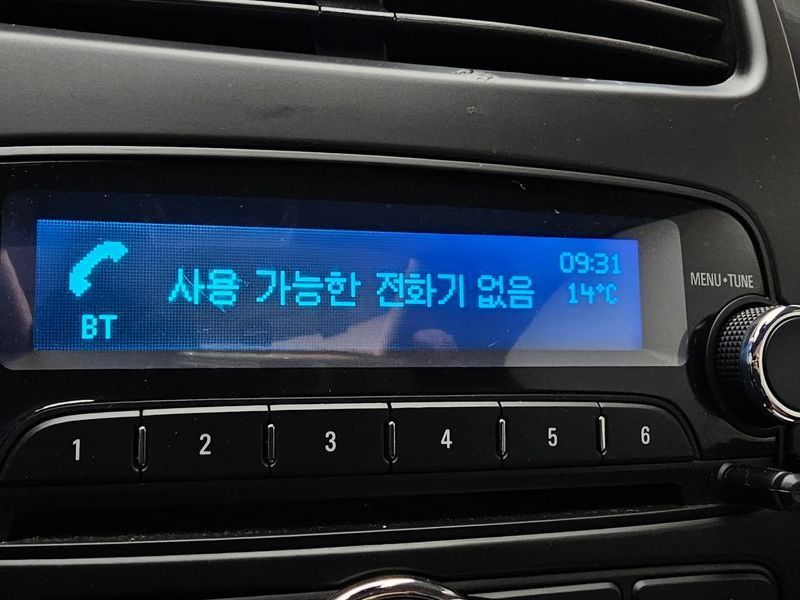 사용 가능한 전화기 없음
09:31
14°C
BT
MENU•TUNE
1 2 3 4 5 6